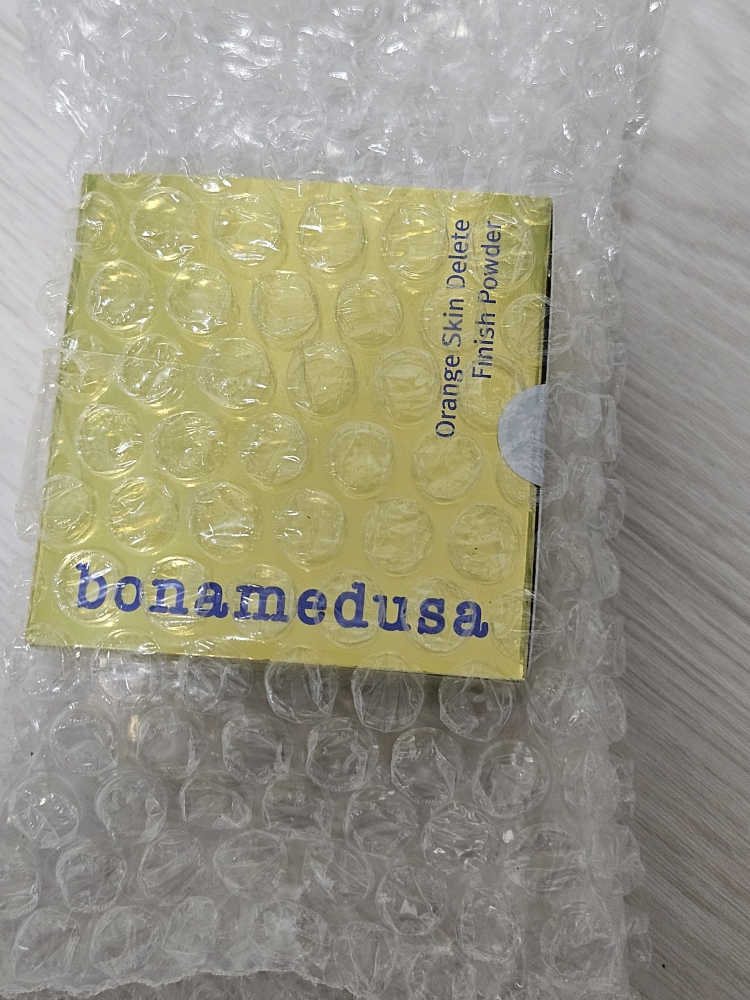 Orange Skin Delete
Finish Powder
bonamedusa